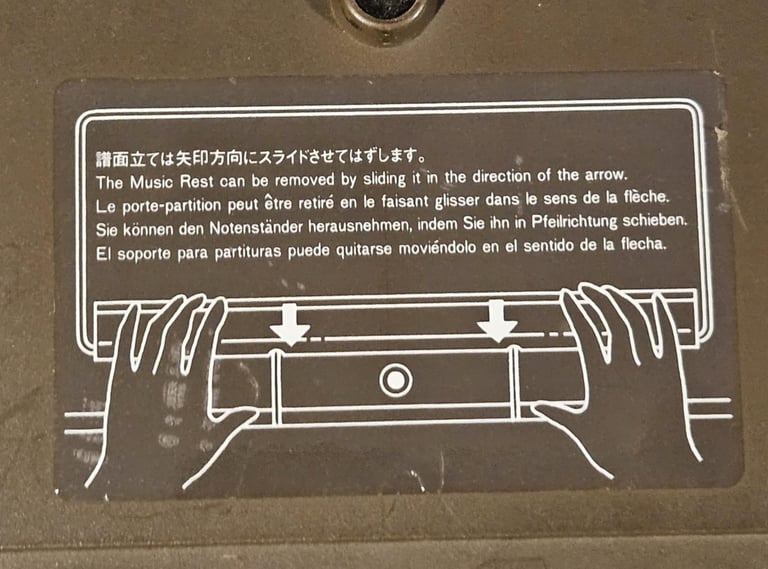 譜面立ては矢印方向にスライドさせてはずします。
The Music Rest can be removed by sliding it in the direction of the arrow.
Le porte-partition peut être retiré en le faisant glisser dans le sens de la flèche.
Sie können den Notenständer herausnehmen, indem Sie ihn in Pfeilrichtung schieben.
El soporte para partituras puede quitarse moviéndolo en el sentido de la flecha.